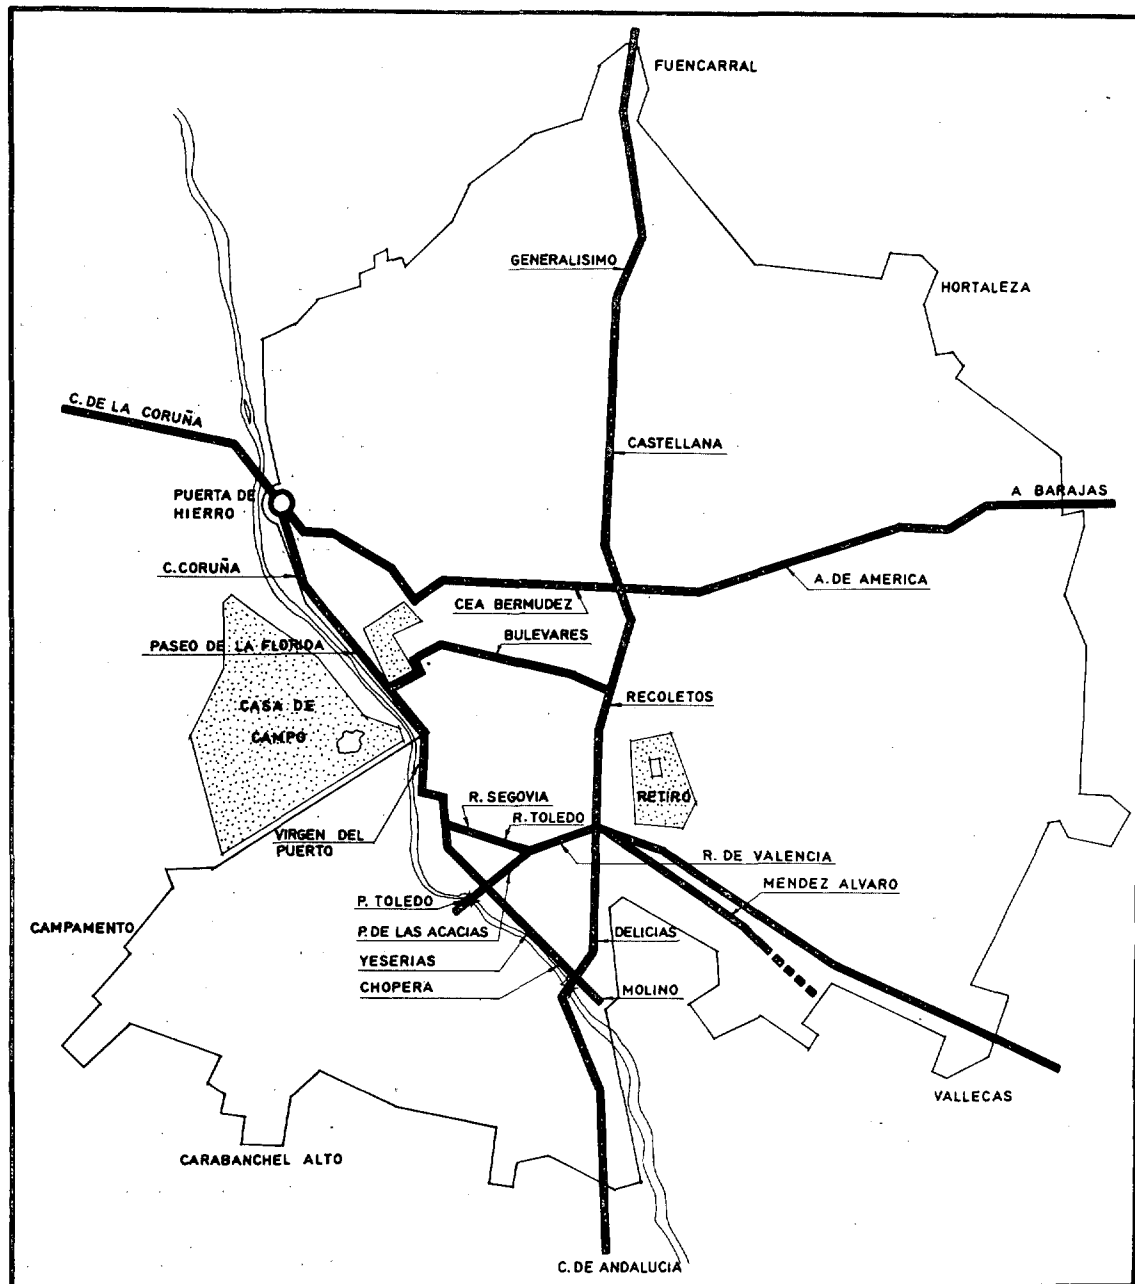 FUENCARRAL
GENERALISIMO
HORTALEZA
C. DE LA CORUÑA
CASTELLANA
PUERTA DE
HIERRO
A BARAJAS
C. CORUÑA
A. DE AMERICA
CEA BERMUDEZ
BULEVARES
PASEO DE LA FLORIDA
RECOLETOS
CASA DE
CAMPO
RETIRO
R. SEGOVIA
R. TOLEDO
VIRGEN DEL
PUERTO
R. DE VALENCIA
MENDEZ ALVARO
P. TOLEDO
CAMPAMENTO
P. DE LAS ACACIAS
DELICIAS
YESERIAS
CHOPERA
MOLINO
VALLECAS
CARABANCHEL ALTO
C. DE ANDALUCIA